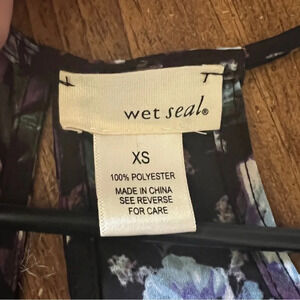 wet seal®
XS
100% POLYESTER
MADE IN CHINA
SEE REVERSE
FOR CARE